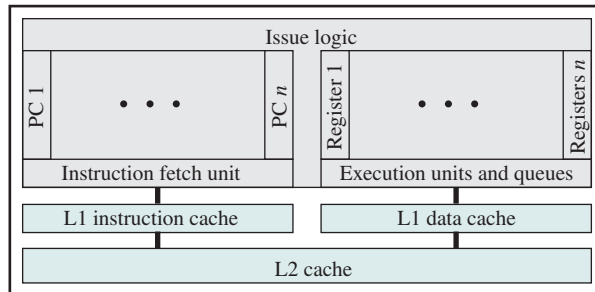 Issue logic
PC 1
PC n
Register 1
Registers n
Instruction fetch unit
Execution units and queues
L1 instruction cache
L1 data cache
L2 cache